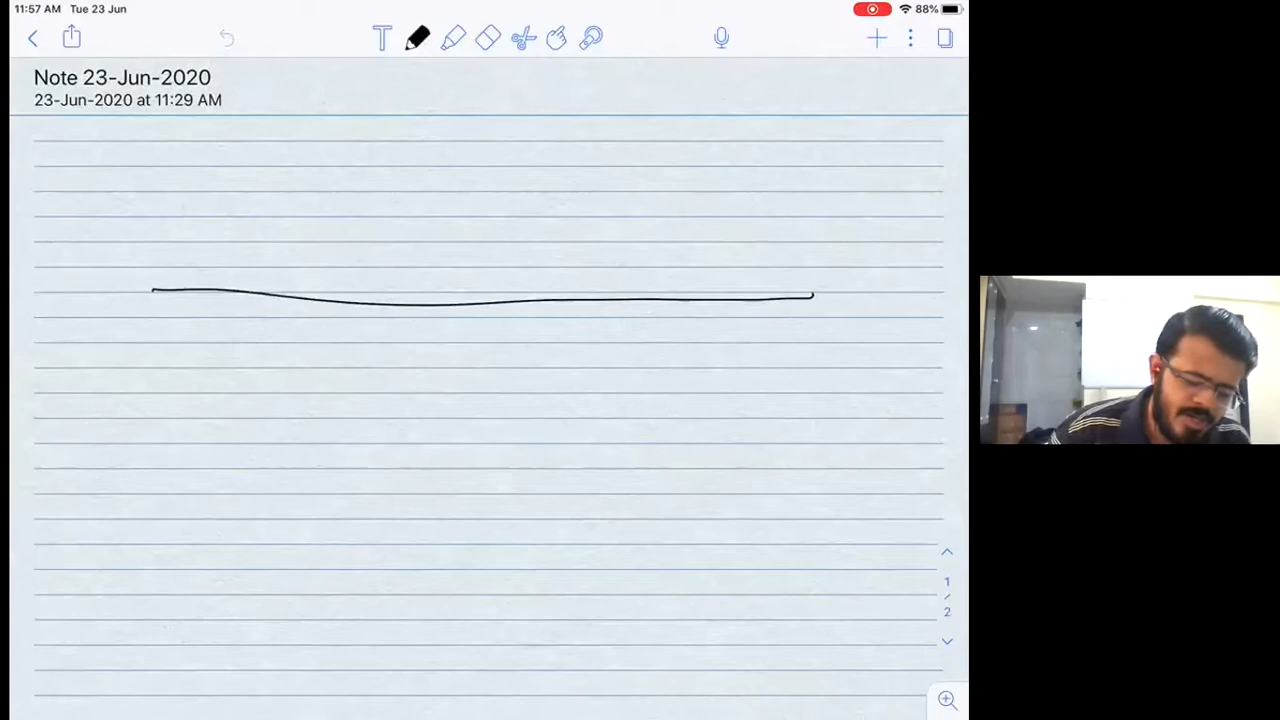 11:57 AM Tue 23 Jun
88%
T
Note 23-Jun-2020
23-Jun-2020 at 11:29 AM
1
/
2